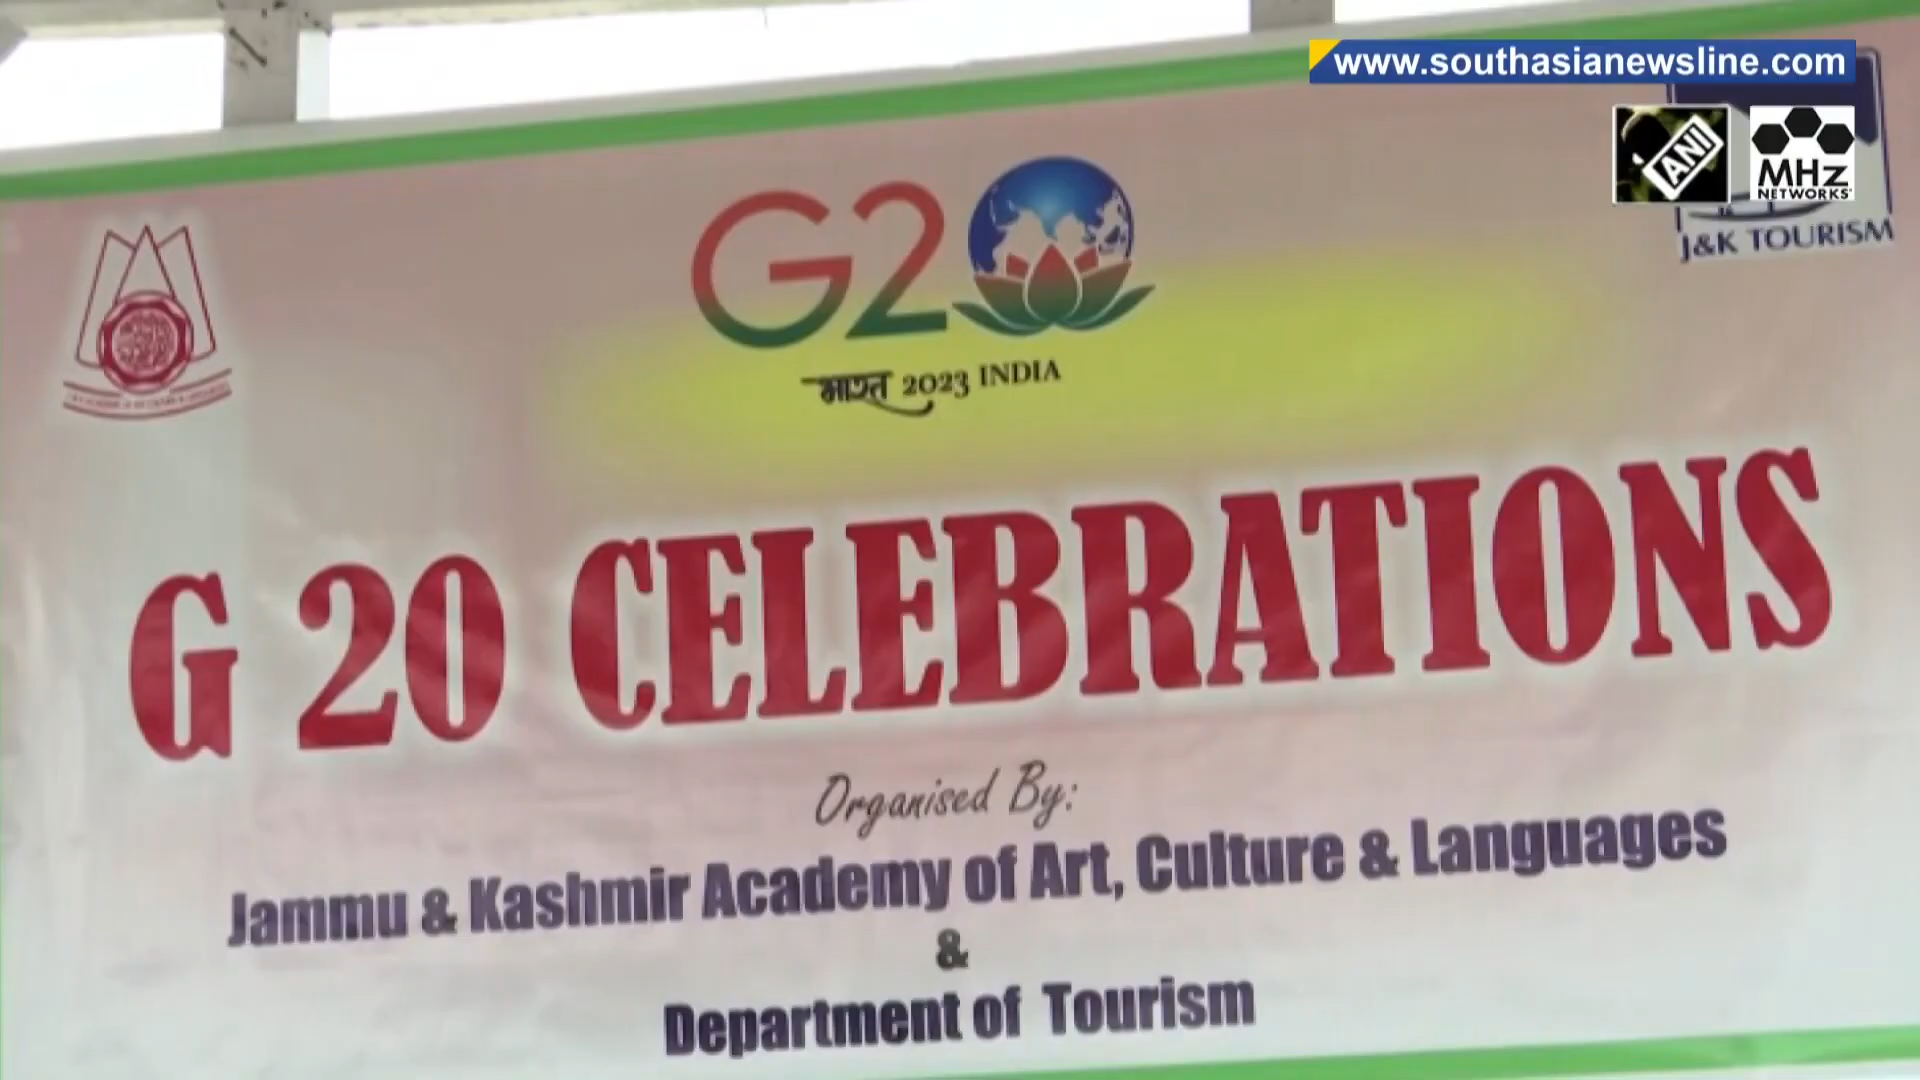 www.southasianewsline.com
ANI
MHz
NETWORKS
J&K TOURISM
G20
भारत 2023 INDIA
G 20 CELEBRATIONS
Organised By:
Jammu & Kashmir Academy of Art, Culture & Languages
&
Department of Tourism